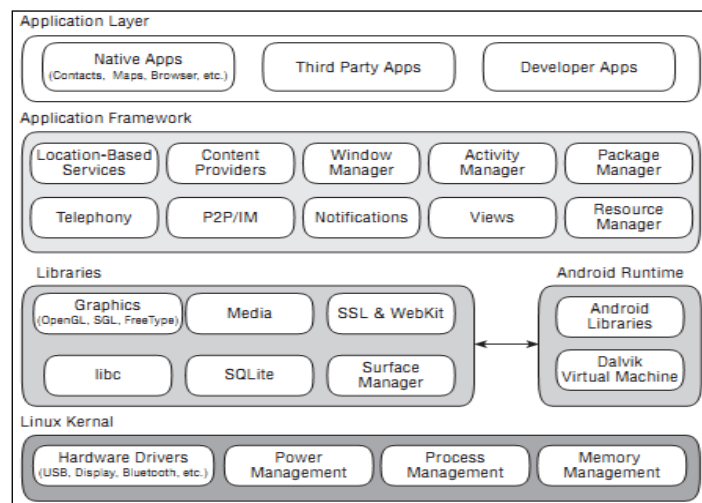 Application Layer
Native Apps
(Contacts, Maps, Browser, etc.)
Third Party Apps
Developer Apps
Application Framework
Location-Based
Services
Content
Providers
Window
Manager
Activity
Manager
Package
Manager
Telephony
P2P/IM
Notifications
Views
Resource
Manager
Libraries
Graphics
(OpenGL, SGL, FreeType)
Media
SSL & WebKit
libc
SQLite
Surface
Manager
Android Runtime
Android
Libraries
Dalvik
Virtual Machine
Linux Kernal
Hardware Drivers
(USB, Display, Bluetooth, etc.)
Power
Management
Process
Management
Memory
Management